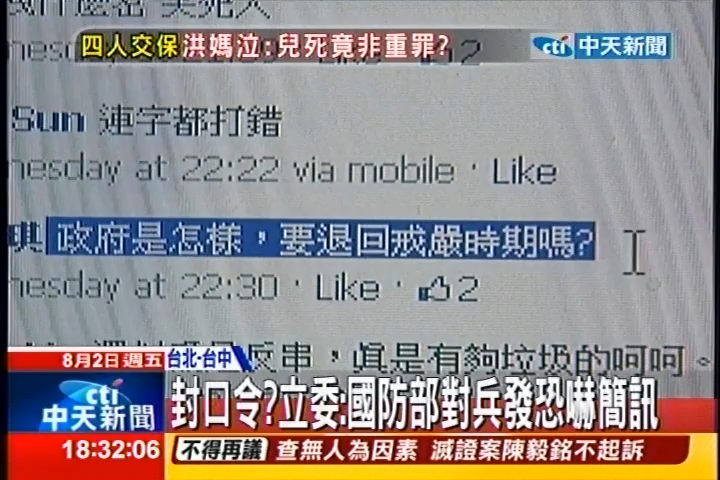 四人交保 洪媽泣:兒死竟非重罪?
cti 中天新聞
2
Sun 連字都打錯
nesday at 22:22 via mobile · Like
政府是怎樣，要退回戒嚴時期嗎?
nesday at 22:30 · Like · 2
反串，真是有夠垃圾的呵呵。
8月2日週五 台北·台中
cti 中天新聞
封口令?立委:國防部對兵發恐嚇簡訊
18:32:06
不得再議 查無人為因素 滅證案陳毅銘不起訴